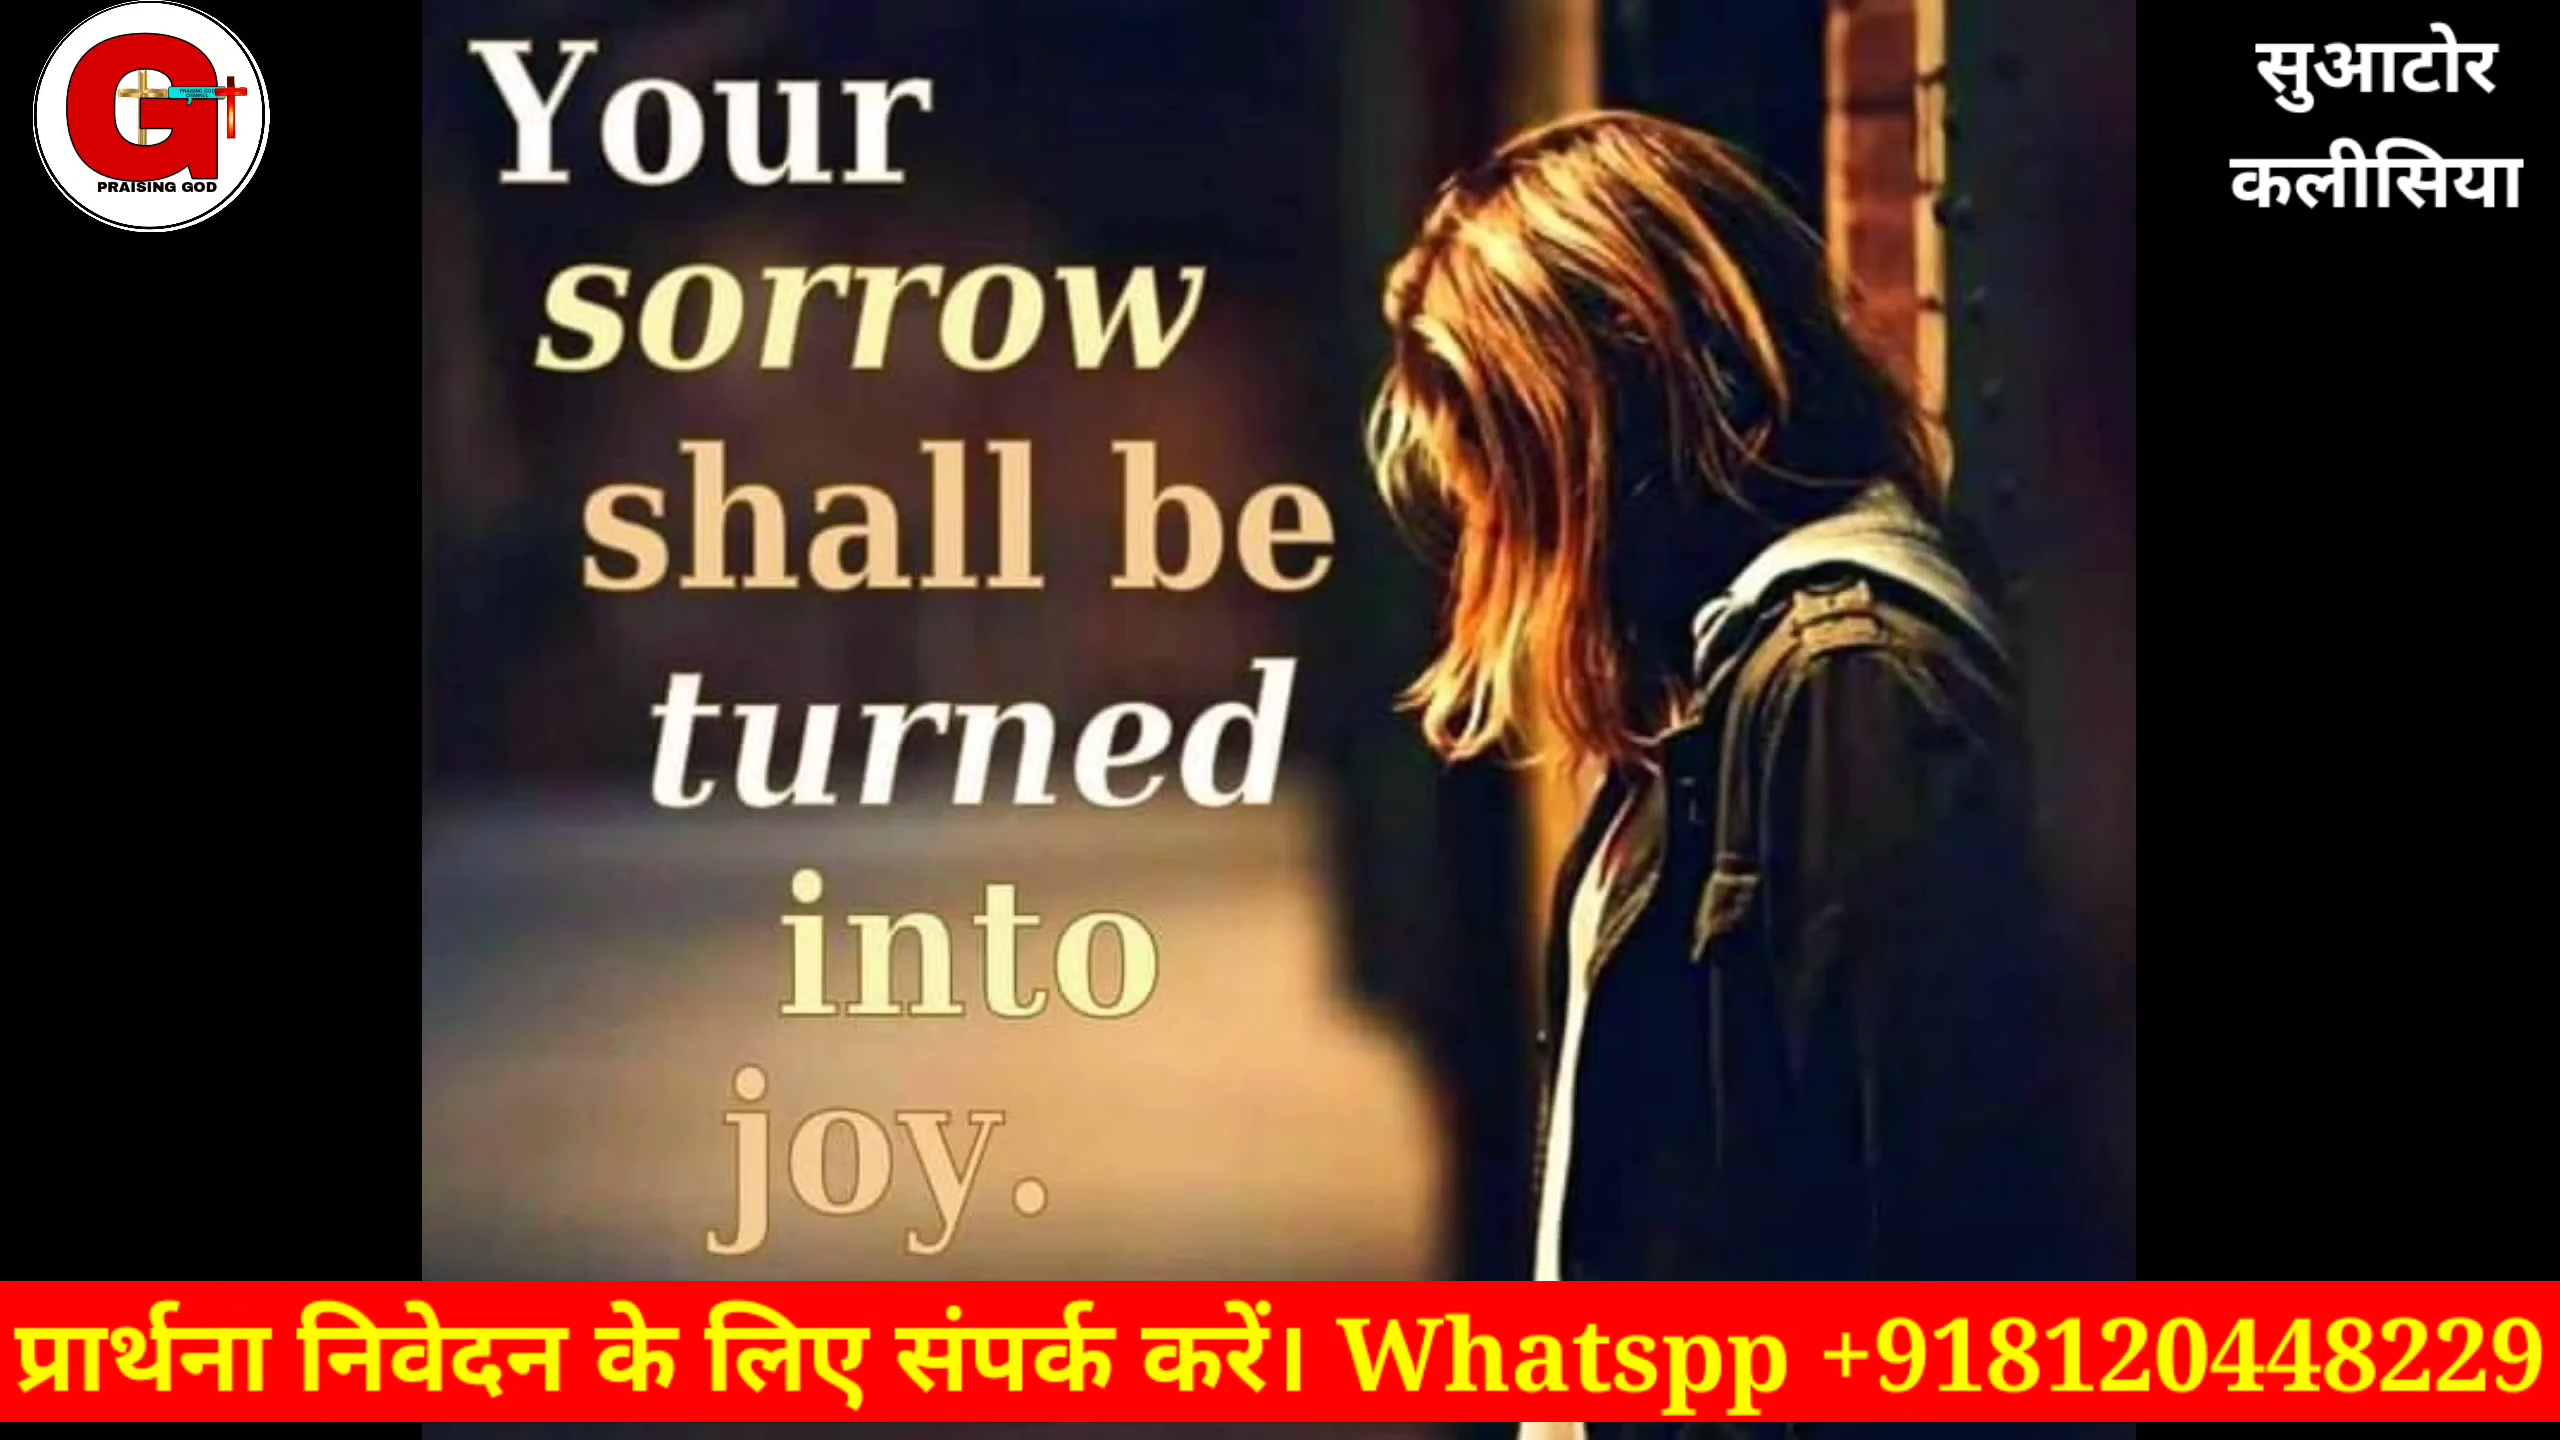 PRAISING GOD
सुआटोर
कलीसिया
Your
sorrow
shall be
turned
into
joy.
प्रार्थना निवेदन के लिए संपर्क करें। Whatspp +918120448229